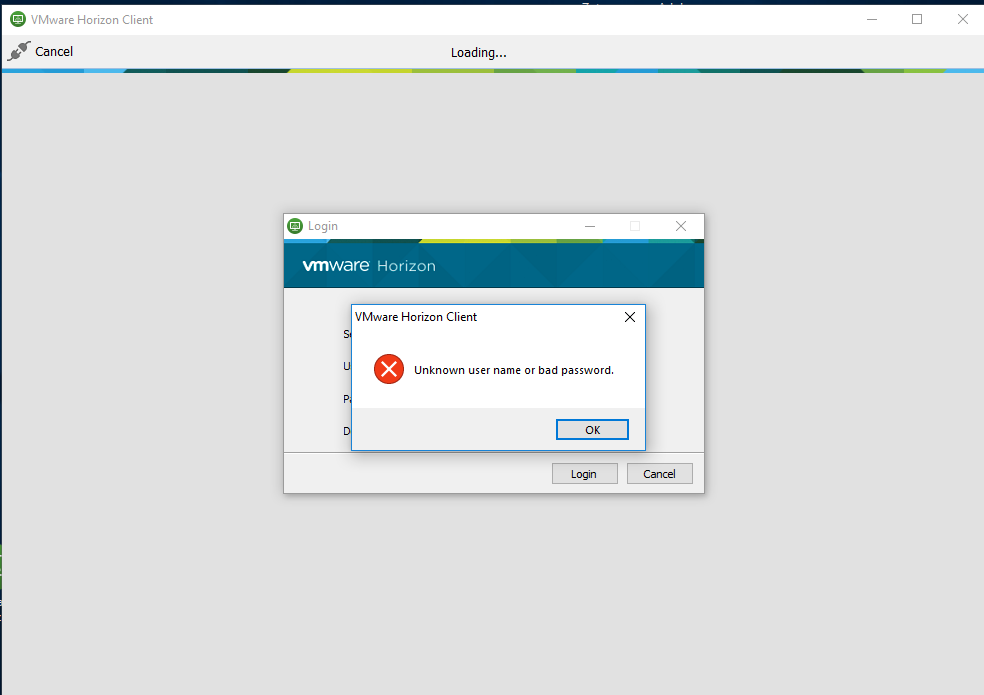 VMware Horizon Client
Cancel
Loading...
Login
vmware Horizon
VMware Horizon Client
Unknown user name or bad password.
OK
Login
Cancel